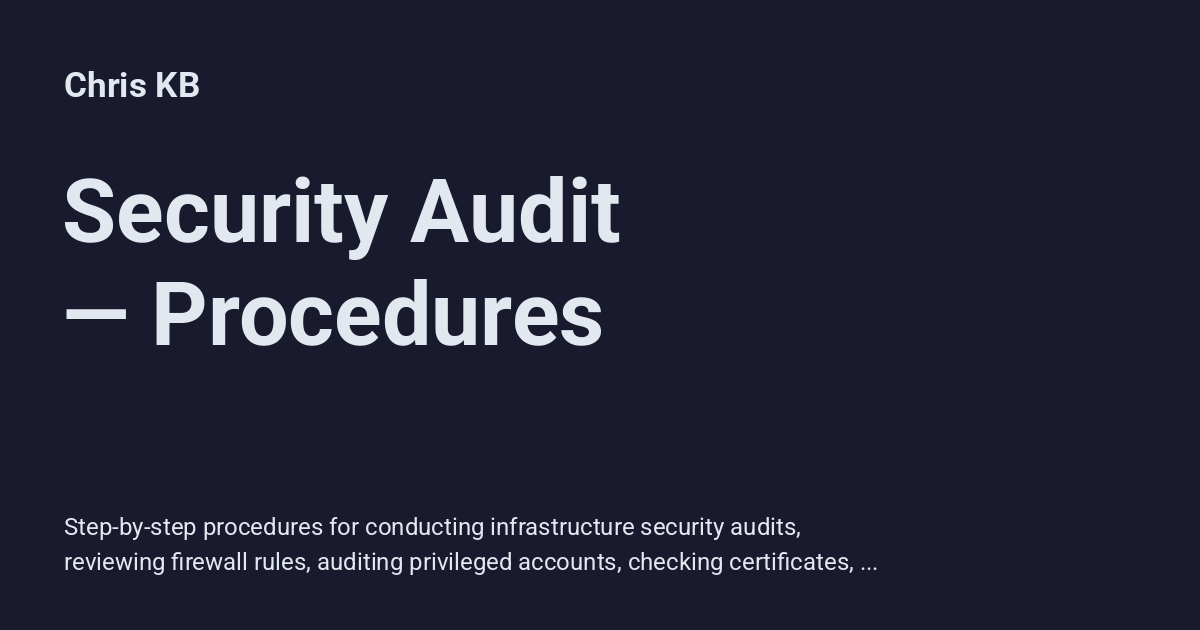 Chris KB
Security Audit
— Procedures
Step-by-step procedures for conducting infrastructure security audits,
reviewing firewall rules, auditing privileged accounts, checking certificates, ...